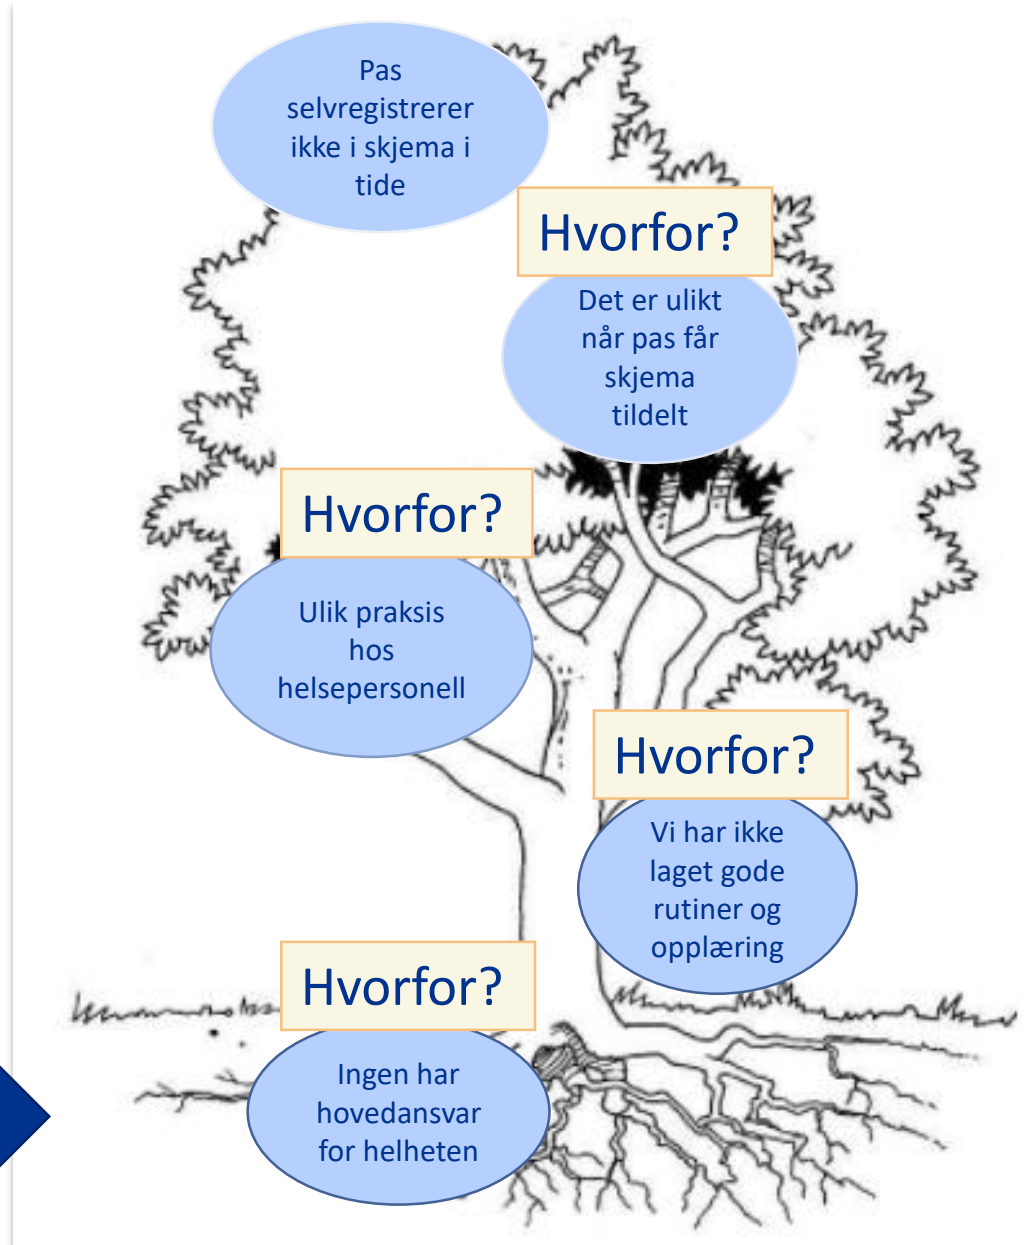 Pas
selvregistrerer
ikke i skjema i
tide
Hvorfor?
Det er ulikt
når pas får
skjema
tildelt
Hvorfor?
Ulik praksis
hos
helsepersonell
Hvorfor?
Vi har ikke
laget gode
rutiner og
opplæring
Hvorfor?
Ingen har
hovedansvar
for helheten